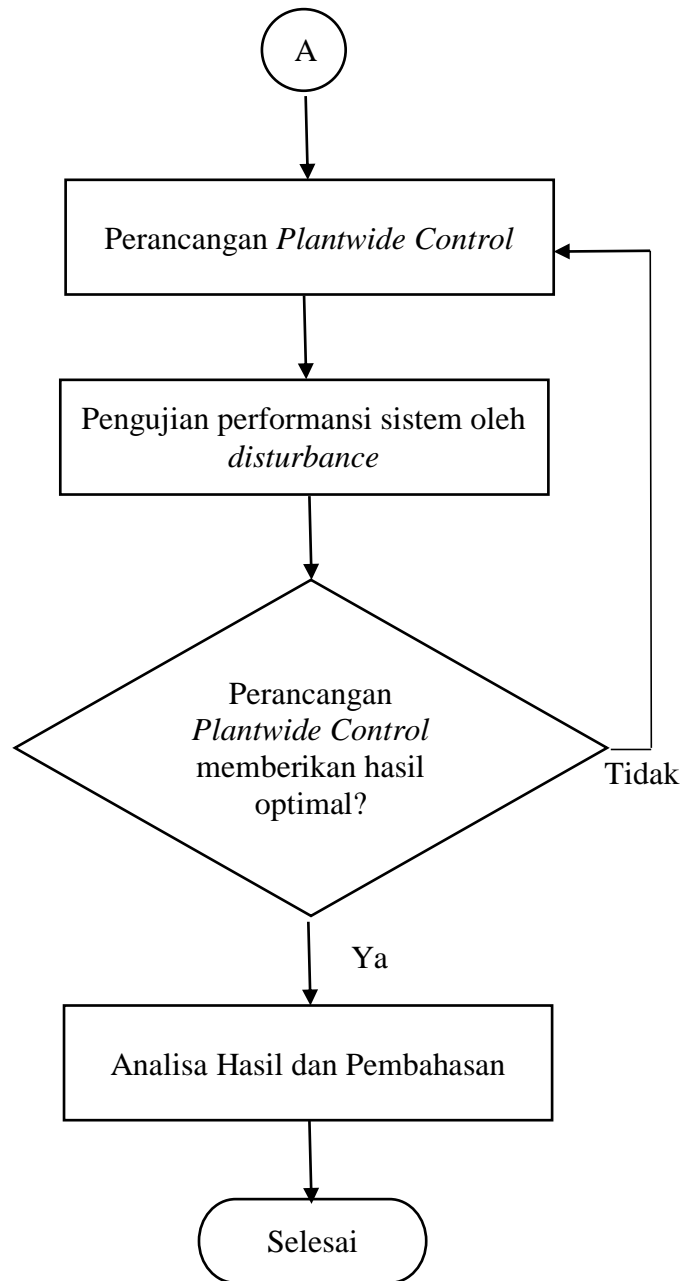 A
Perancangan Plantwide Control
Pengujian performansi sistem oleh
disturbance
Perancangan
Plantwide Control
memberikan hasil
optimal?
Tidak
Ya
Analisa Hasil dan Pembahasan
Selesai